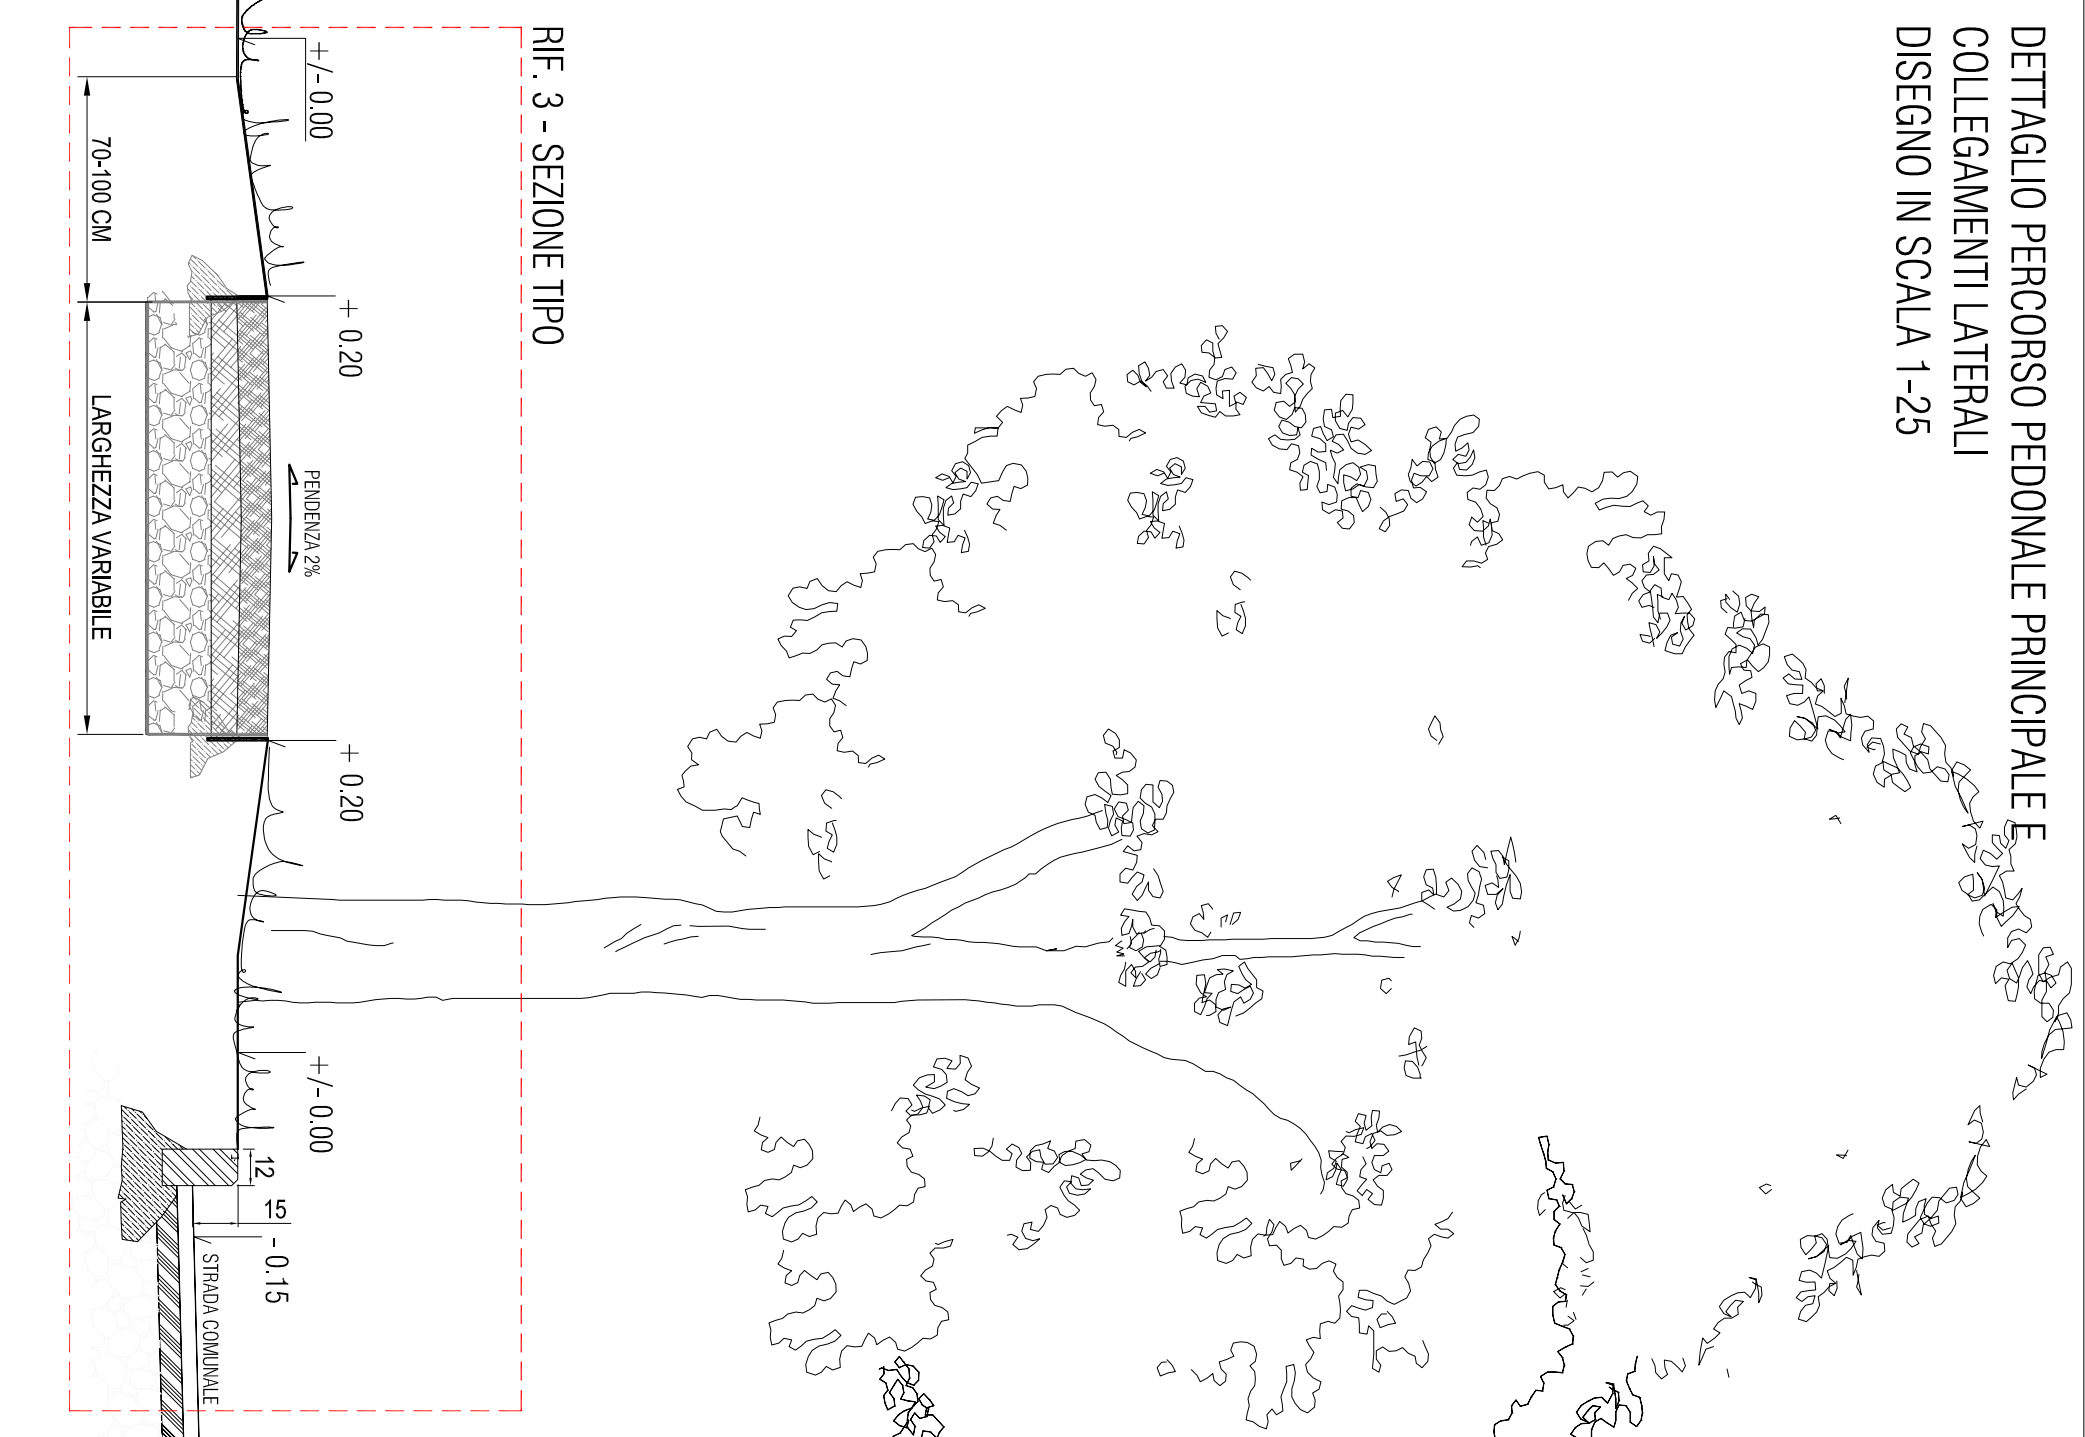 DETTAGLIO PERCORSO PEDONALE PRINCIPALE E
COLLEGAMENTI LATERALI
DISEGNO IN SCALA 1-25
RIF. 3 - SEZIONE TIPO
+/- 0.00
+ 0.20
+ 0.20
+/- 0.00
PENDENZA 2%
12
15
- 0.15
STRADA COMUNALE
70-100 CM
LARGHEZZA VARIABILE